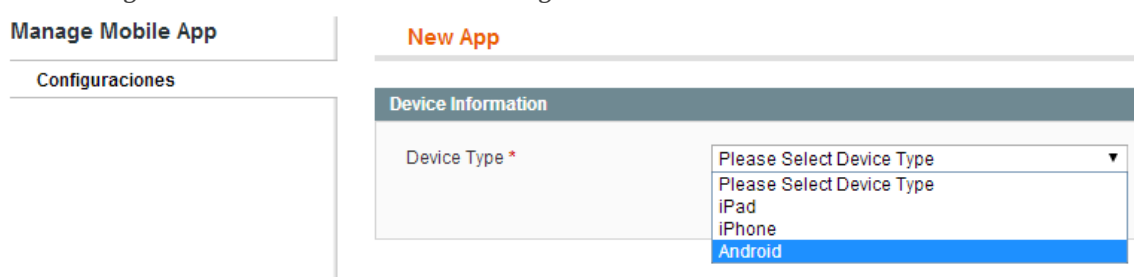 Manage Mobile App
Configuraciones
New App
Device Information
Device Type *
Please Select Device Type
Please Select Device Type
iPad
iPhone
Android